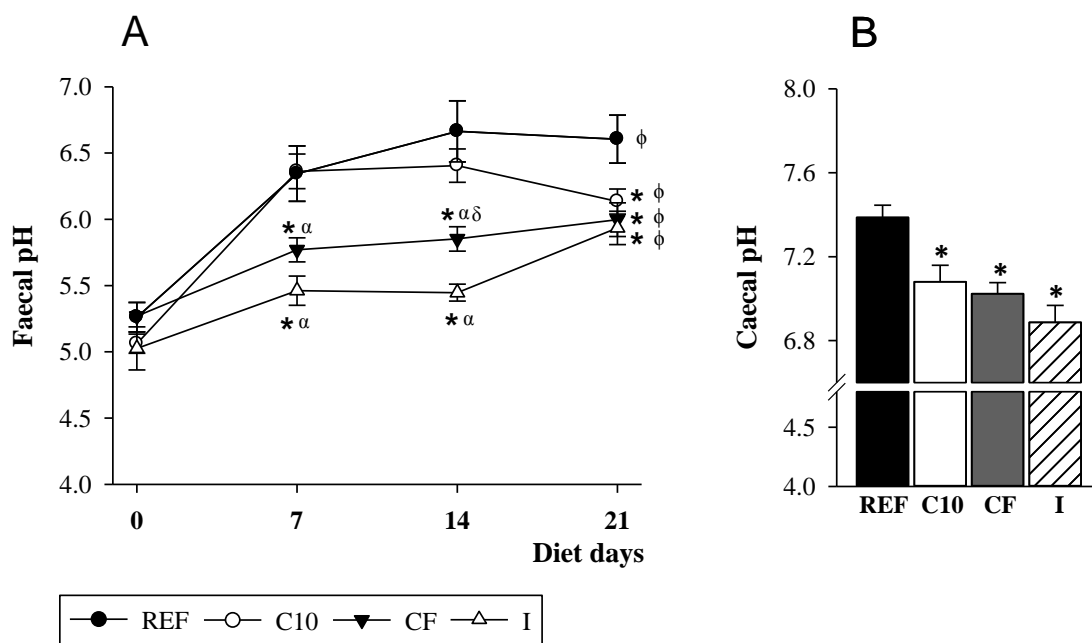 A
B
7.0
6.5
6.0
5.5
5.0
4.5
4.0
Faecal pH
ϕ
* ϕ
* ϕ
* ϕ
* α
* α δ
* α
* α
0 7 14 21
Diet days
8.0
7.6
7.2
6.8
4.5
4.0
Caecal pH
*
*
*
REF C10 CF I
REF C10 CF I